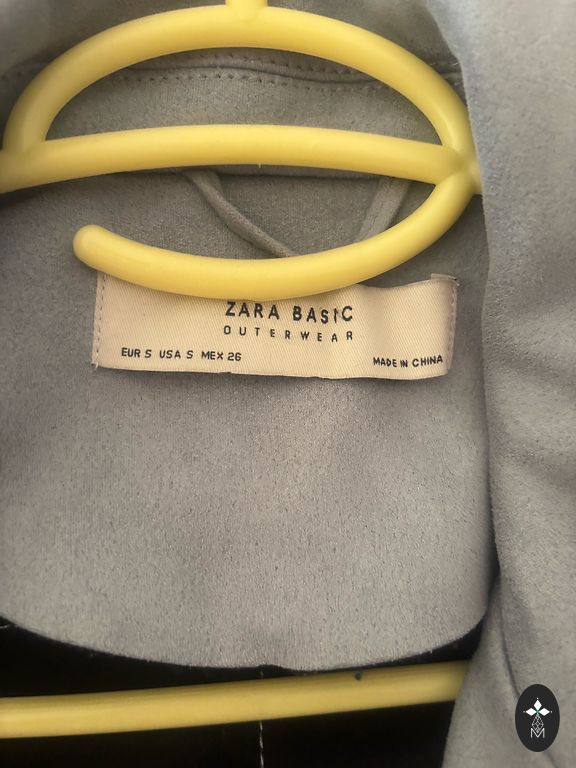 ZARA BASIC
OUTERWEAR
EUR S USA S MEX 26
MADE IN CHINA
M